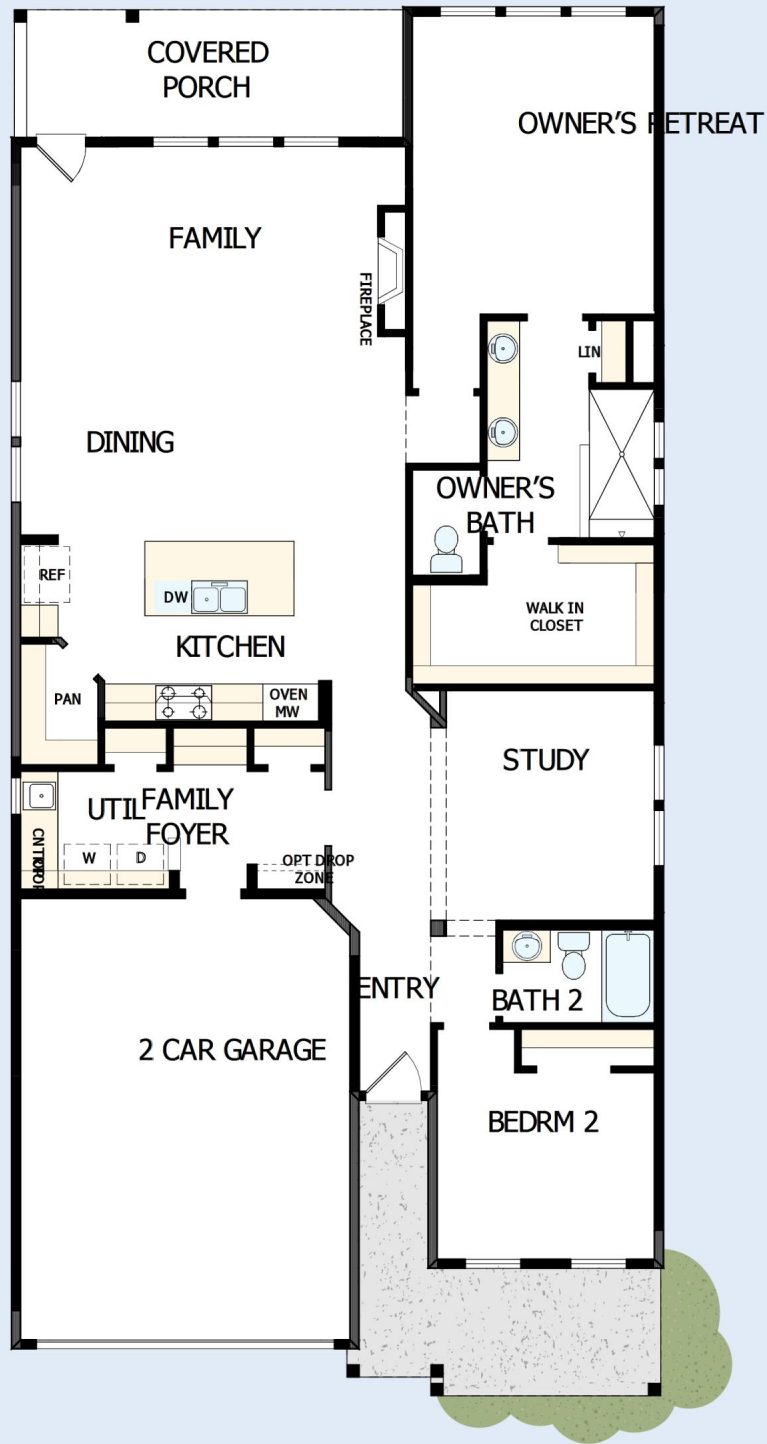 COVERED
PORCH
OWNER'S RETREAT
FAMILY
FIREPLACE
LIN
DINING
OWNER'S
BATH
REF
DW
WALK IN
CLOSET
KITCHEN
PAN
OVEN
MW
STUDY
UTIL
FAMILY
FOYER
W
D
OPT DROP
ZONE
ENTRY
BATH 2
2 CAR GARAGE
BEDRM 2